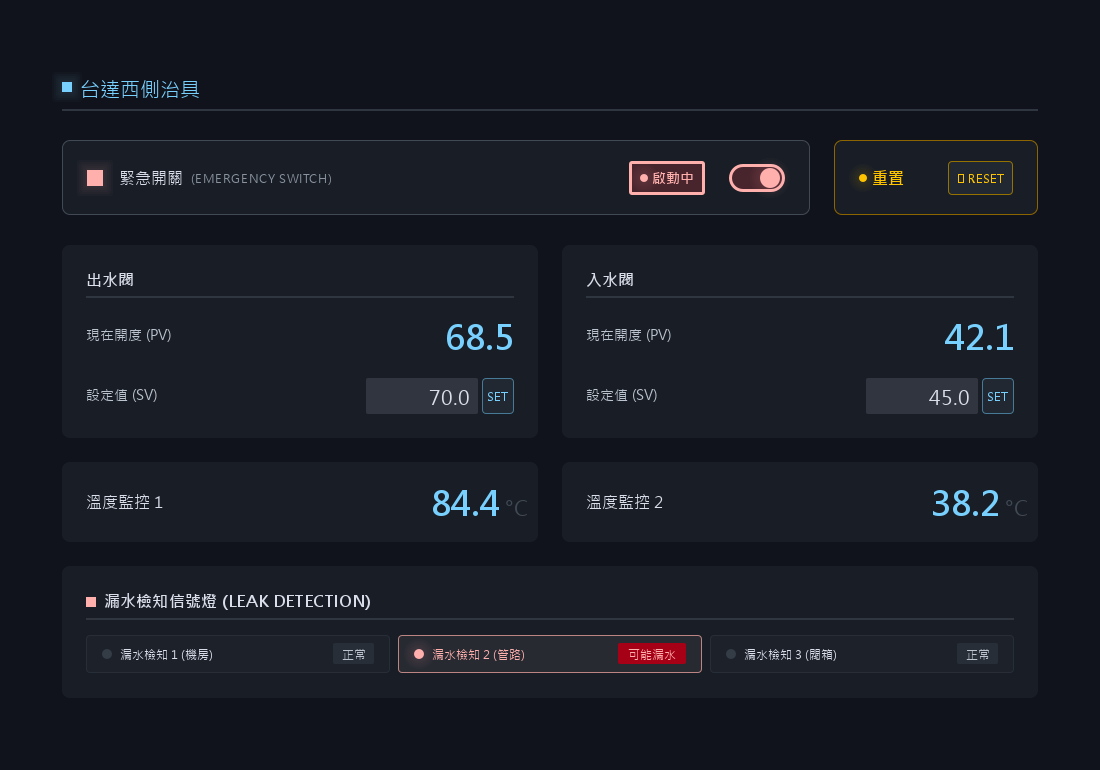 台達西側治具
緊急開關 (EMERGENCY SWITCH)
啟動中
重置
RESET
出水閥
現在開度 (PV)
68.5
設定值 (SV)
70.0
SET
入水閥
現在開度 (PV)
42.1
設定值 (SV)
45.0
SET
溫度監控 1
84.4 °C
溫度監控 2
38.2 °C
漏水檢知信號燈 (LEAK DETECTION)
漏水檢知 1 (機房)
正常
漏水檢知 2 (管路)
可能漏水
漏水檢知 3 (閥箱)
正常